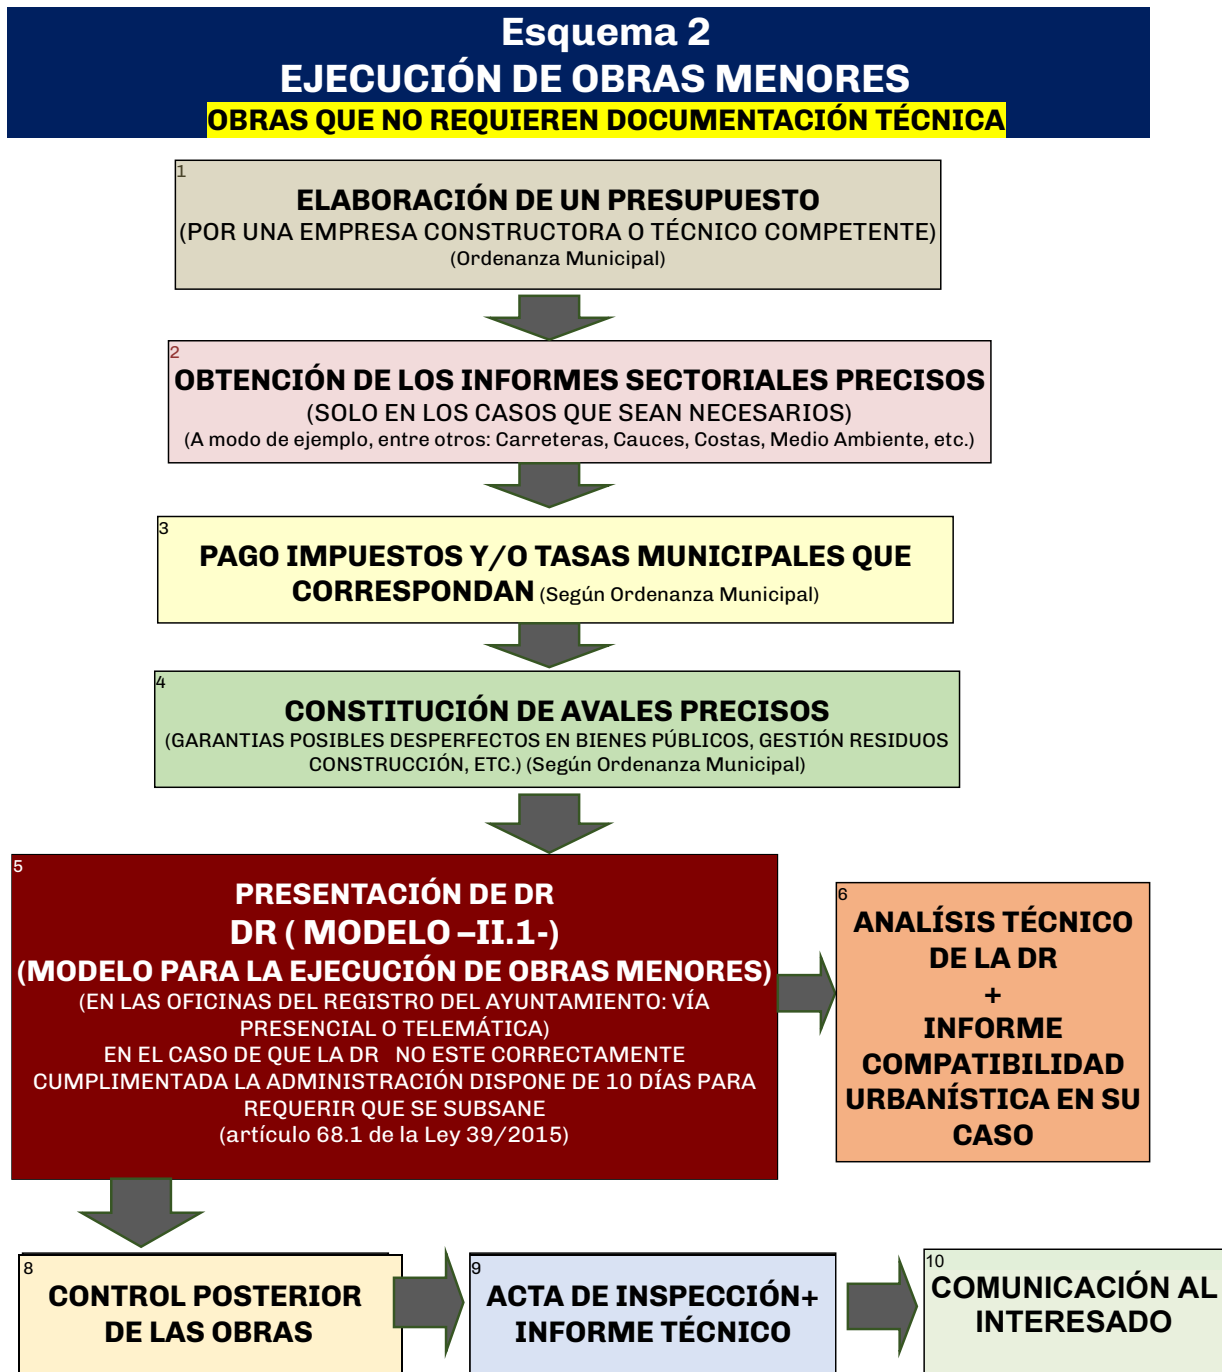 Esquema 2
EJECUCIÓN DE OBRAS MENORES
OBRAS QUE NO REQUIEREN DOCUMENTACIÓN TÉCNICA
1
ELABORACIÓN DE UN PRESUPUESTO
(POR UNA EMPRESA CONSTRUCTORA O TÉCNICO COMPETENTE)
(Ordenanza Municipal)
2
OBTENCIÓN DE LOS INFORMES SECTORIALES PRECISOS
(SOLO EN LOS CASOS QUE SEAN NECESARIOS)
(A modo de ejemplo, entre otros: Carreteras, Cauces, Costas, Medio Ambiente, etc.)
3
PAGO IMPUESTOS Y/O TASAS MUNICIPALES QUE
CORRESPONDAN (Según Ordenanza Municipal)
4
CONSTITUCIÓN DE AVALES PRECISOS
(GARANTIAS POSIBLES DESPERFECTOS EN BIENES PÚBLICOS, GESTIÓN RESIDUOS
CONSTRUCCIÓN, ETC.) (Según Ordenanza Municipal)
5
PRESENTACIÓN DE DR
DR ( MODELO –II.1-)
(MODELO PARA LA EJECUCIÓN DE OBRAS MENORES)
(EN LAS OFICINAS DEL REGISTRO DEL AYUNTAMIENTO: VÍA
PRESENCIAL O TELEMÁTICA)
EN EL CASO DE QUE LA DR NO ESTE CORRECTAMENTE
CUMPLIMENTADA LA ADMINISTRACIÓN DISPONE DE 10 DÍAS PARA
REQUERIR QUE SE SUBSANE
(artículo 68.1 de la Ley 39/2015)
6
ANALÍSIS TÉCNICO
DE LA DR
+
INFORME
COMPATIBILIDAD
URBANÍSTICA EN SU
CASO
8
CONTROL POSTERIOR
DE LAS OBRAS
9
ACTA DE INSPECCIÓN+
INFORME TÉCNICO
10
COMUNICACIÓN AL
INTERESADO